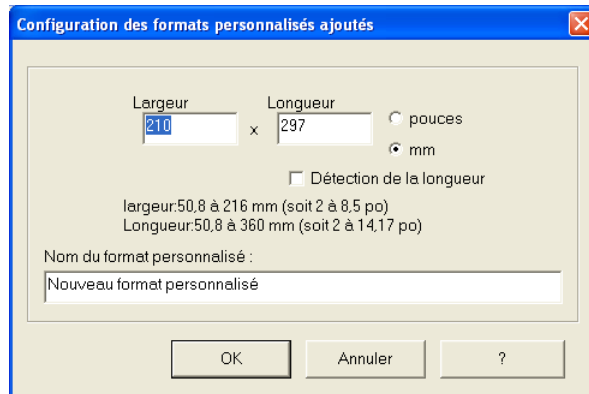 Configuration des formats personnalisés ajoutés
Largeur Longueur
210 x 297
pouces
mm
Détection de la longueur
largeur:50,8 à 216 mm (soit 2 à 8,5 po)
Longueur:50,8 à 360 mm (soit 2 à 14,17 po)
Nom du format personnalisé :
Nouveau format personnalisé
OK Annuler ?